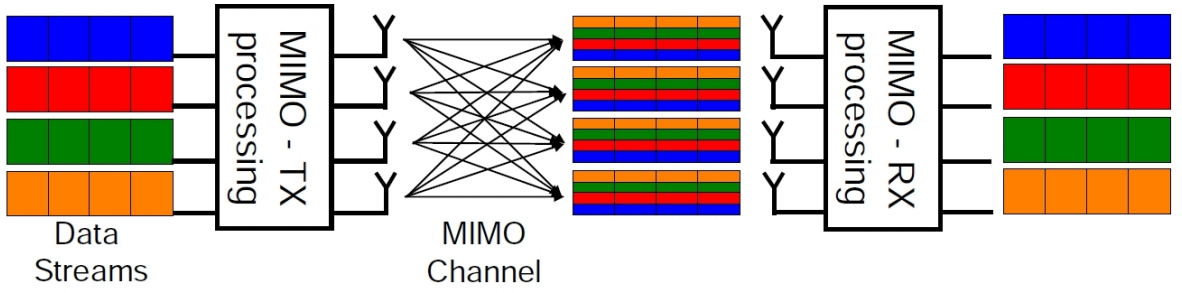 MIMO - TX
processing
MIMO - RX
processing
Data
Streams
MIMO
Channel